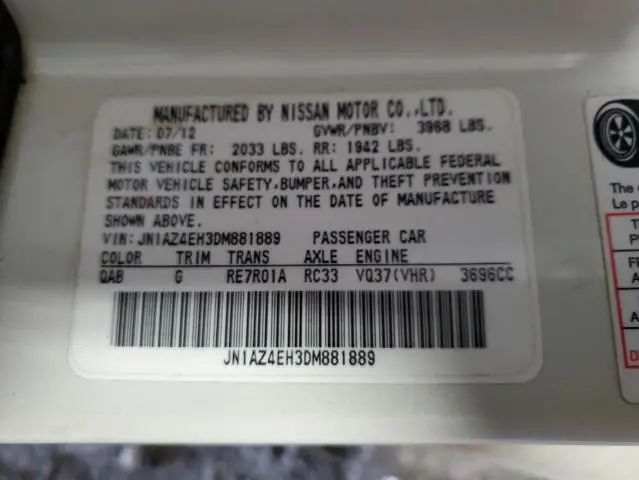 MANUFACTURED BY NISSAN MOTOR CO.,LTD.
DATE: 07/12 GVWR/PNBV: 3968 LBS.
GAWR/PNBE FR: 2033 LBS. RR: 1942 LBS.
THIS VEHICLE CONFORMS TO ALL APPLICABLE FEDERAL
MOTOR VEHICLE SAFETY,BUMPER,AND THEFT PREVENTION
STANDARDS IN EFFECT ON THE DATE OF MANUFACTURE
SHOWN ABOVE.
VIN: JN1AZ4EH3DM881889 PASSENGER CAR
COLOR TRIM TRANS AXLE ENGINE
QAB G RE7R01A RC33 VQ37(VHR) 3696CC
JN1AZ4EH3DM881889
The
Le p